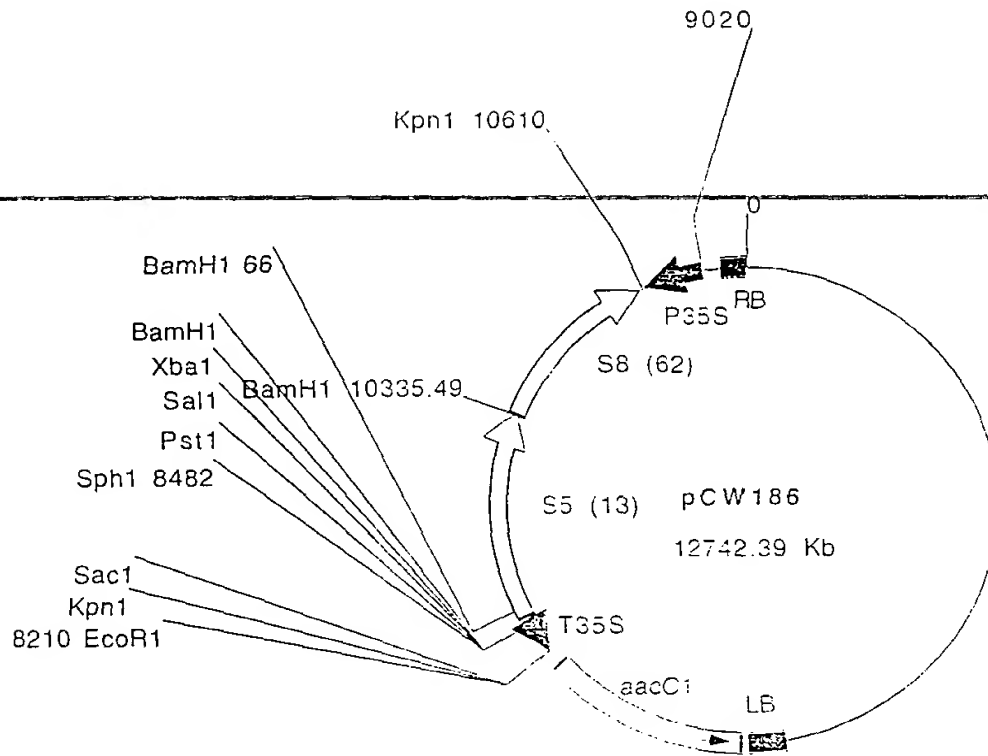 9020
Kpn1 10610
0
BamH1 66
RB
P35S
BamH1
Xba1
S8 (62)
BamH1 10335.49
Sal1
Pst1
Sph1 8482
S5 (13)
pCW186
12742.39 Kb
Sac1
Kpn1
8210 EcoR1
T35S
aacC1
LB